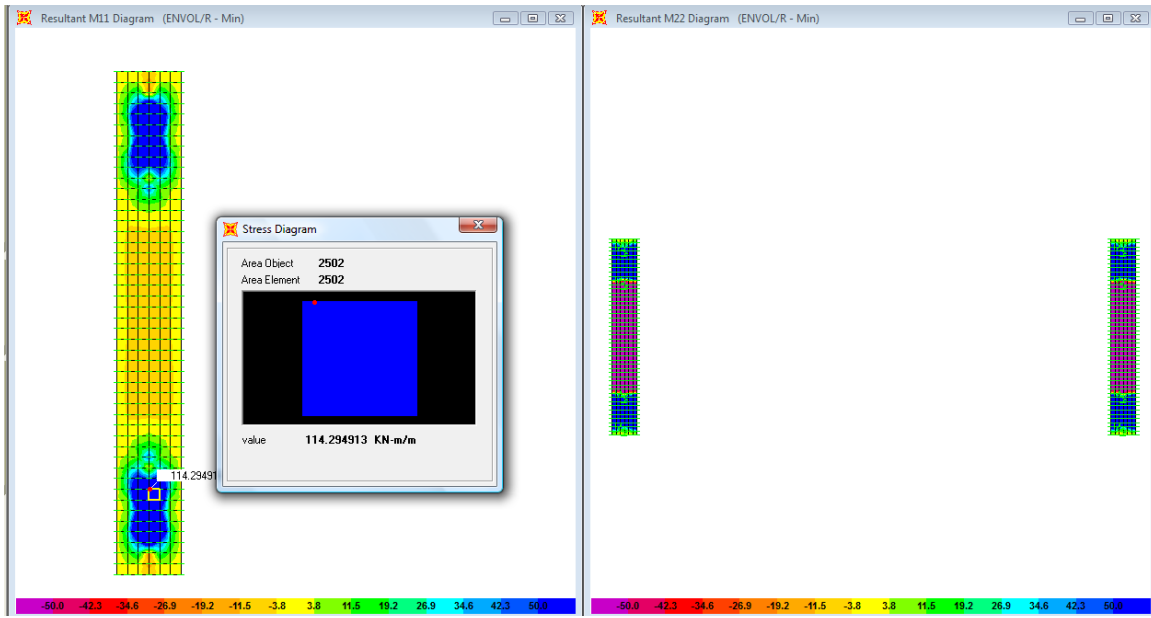 Resultant M11 Diagram (ENVOL/R - Min)
Stress Diagram
Area Object 2502
Area Element 2502
value 114.294913 KN-m/m
114.29491
-50.0 -42.3 -34.6 -26.9 -19.2 -11.5 -3.8 3.8 11.5 19.2 26.9 34.6 42.3 50.0
Resultant M22 Diagram (ENVOL/R - Min)
-50.0 -42.3 -34.6 -26.9 -19.2 -11.5 -3.8 3.8 11.5 19.2 26.9 34.6 42.3 50.0